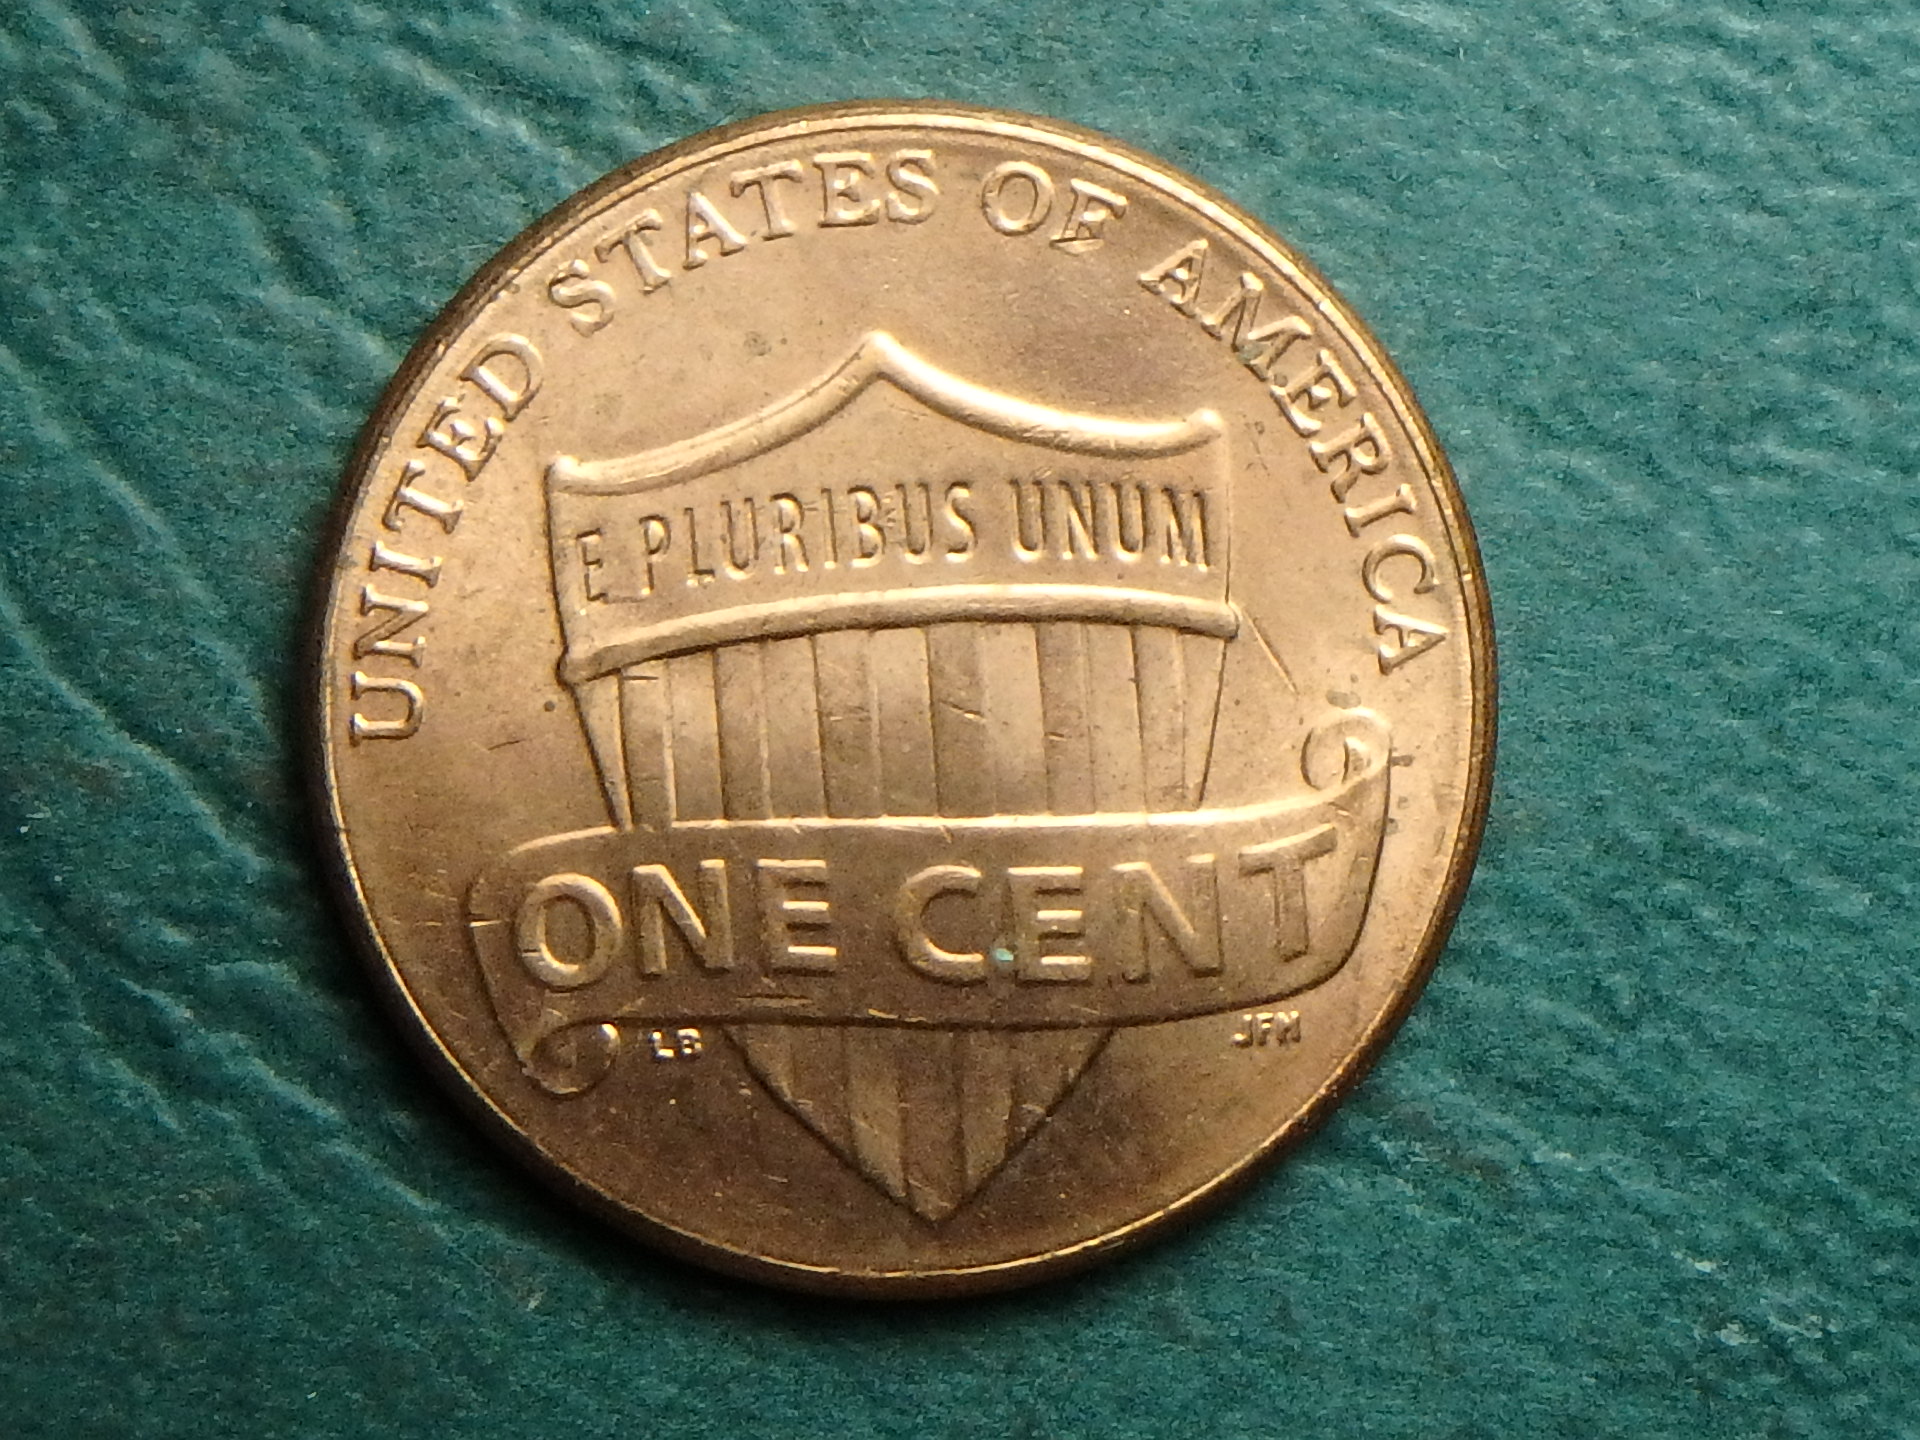 UNITED STATES OF AMERICA
E PLURIBUS UNUM
ONE CENT
LB
JFM